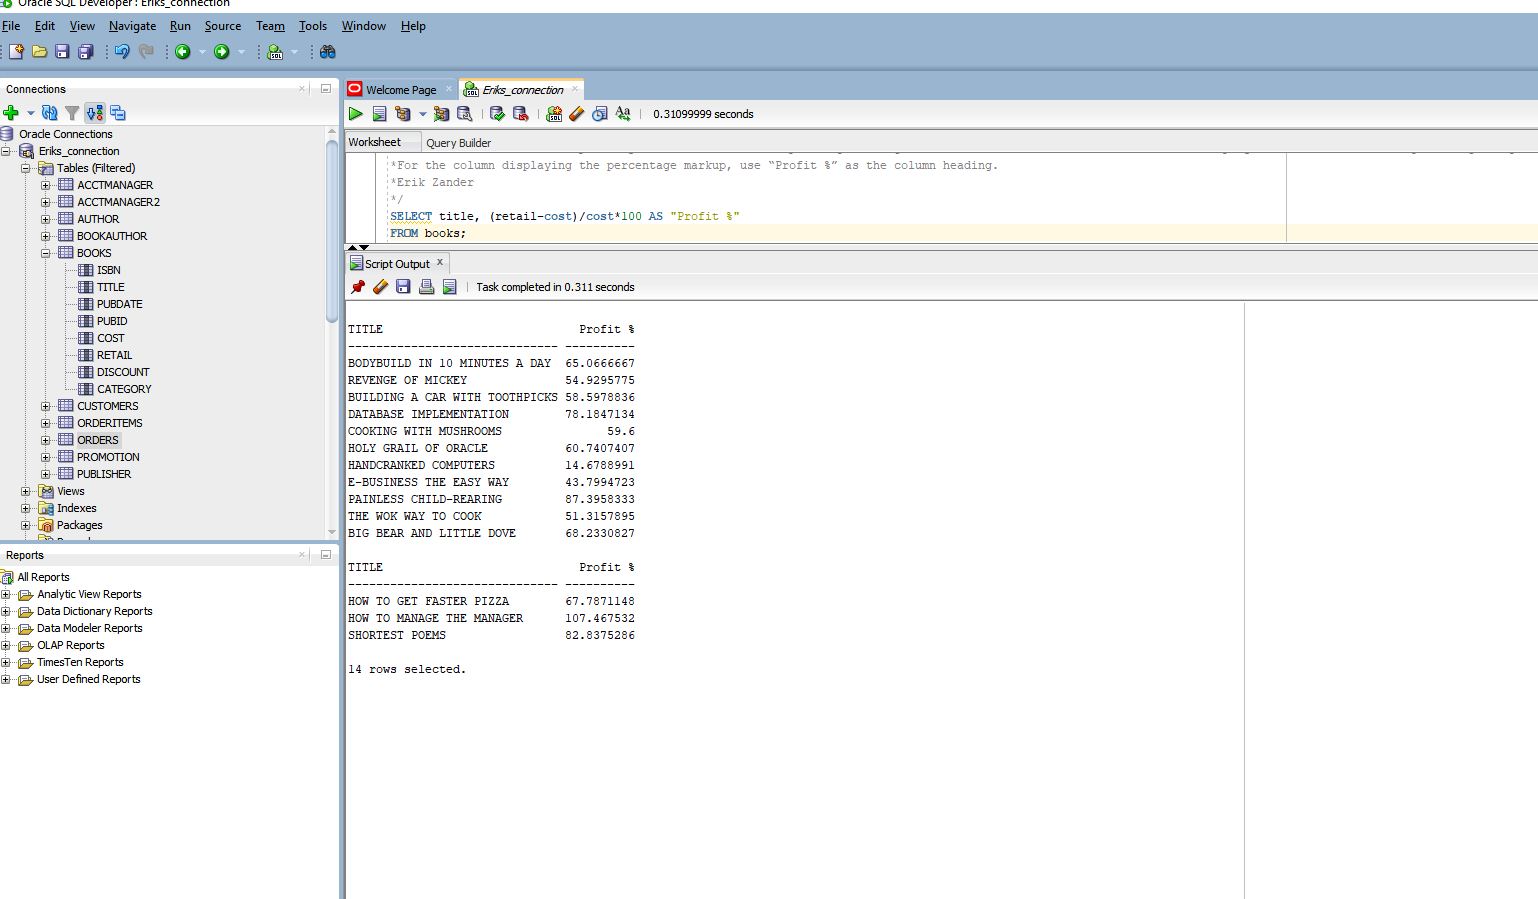 Oracle SQL Developer : Eriks_connection
File Edit View Navigate Run Source Team Tools Window Help
Connections
Oracle Connections
Eriks_connection
Tables (Filtered)
ACCTMANAGER
ACCTMANAGER2
AUTHOR
BOOKAUTHOR
BOOKS
ISBN
TITLE
PUBDATE
PUBID
COST
RETAIL
DISCOUNT
CATEGORY
CUSTOMERS
ORDERITEMS
ORDERS
PROMOTION
PUBLISHER
Views
Indexes
Packages
Reports
All Reports
Analytic View Reports
Data Dictionary Reports
Data Modeler Reports
OLAP Reports
TimesTen Reports
User Defined Reports
Welcome Page
Eriks_connection
0.31099999 seconds
Worksheet Query Builder
*For the column displaying the percentage markup, use “Profit %” as the column heading.
*Erik Zander
*/
SELECT title, (retail-cost)/cost*100 AS "Profit %"
FROM books;
Script Output
Task completed in 0.311 seconds
TITLE Profit %
------------------------------ ----------
BODYBUILD IN 10 MINUTES A DAY 65.0666667
REVENGE OF MICKEY 54.9295775
BUILDING A CAR WITH TOOTHPICKS 58.5978836
DATABASE IMPLEMENTATION 78.1847134
COOKING WITH MUSHROOMS 59.6
HOLY GRAIL OF ORACLE 60.7407407
HANDCRANKED COMPUTERS 14.6788991
E-BUSINESS THE EASY WAY 43.7994723
PAINLESS CHILD-REARING 87.3958333
THE WOK WAY TO COOK 51.3157895
BIG BEAR AND LITTLE DOVE 68.2330827
TITLE Profit %
------------------------------ ----------
HOW TO GET FASTER PIZZA 67.7871148
HOW TO MANAGE THE MANAGER 107.467532
SHORTEST POEMS 82.8375286
14 rows selected.